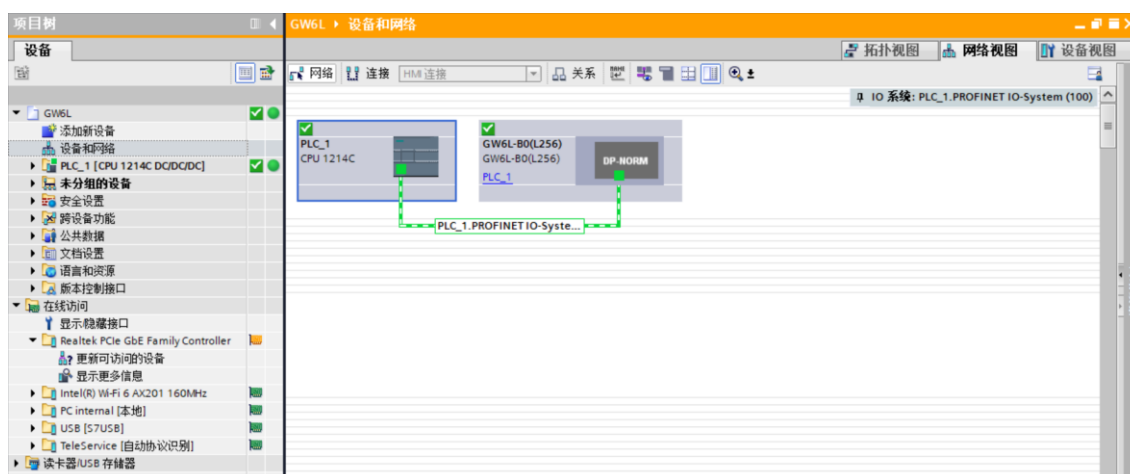 项目树
GW6L ▸ 设备和网络
设备
拓扑视图
网络视图
设备视图
网络
连接
HMI 连接
关系
IO 系统: PLC_1.PROFINET IO-System (100)
GW6L
添加新设备
设备和网络
PLC_1 [CPU 1214C DC/DC/DC]
未分组的设备
安全设置
跨设备功能
公共数据
文档设置
语言和资源
版本控制接口
在线访问
显示/隐藏接口
Realtek PCIe GbE Family Controller
更新可访问的设备
显示更多信息
Intel(R) Wi-Fi 6 AX201 160MHz
PC internal [本地]
USB [S7USB]
TeleService [自动协议识别]
读卡器/USB 存储器
PLC_1
CPU 1214C
GW6L-B0(L256)
GW6L-B0(L256)
PLC_1
DP-NORM
PLC_1.PROFINET IO-Syste...